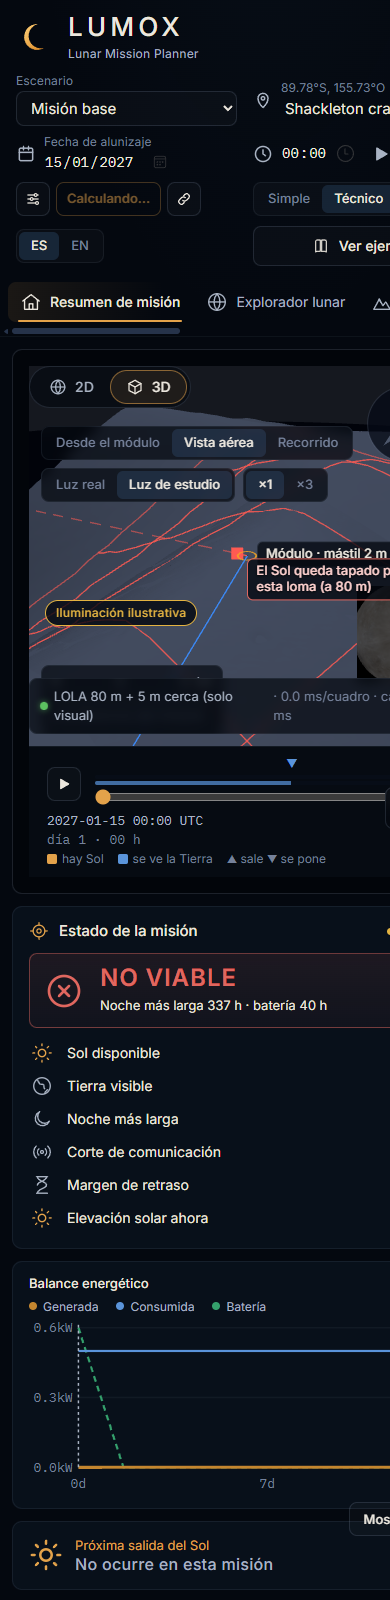 LUMOX
Lunar Mission Planner
Escenario
Misión base
89.78°S, 155.73°O
Shackleton cra
Fecha de alunizaje
15/01/2027
00:00
Calculando...
Simple
Técnico
ES
EN
Ver ejer
Resumen de misión
Explorador lunar
2D
3D
Desde el módulo
Vista aérea
Recorrido
Luz real
Luz de estudio
×1
×3
Módulo · mástil 2 m
El Sol queda tapado p
esta loma (a 80 m)
Iluminación ilustrativa
LOLA 80 m + 5 m cerca (solo
visual)
· 0.0 ms/cuadro · ca
ms
2027-01-15 00:00 UTC
día 1 · 00 h
hay Sol
se ve la Tierra
▲ sale ▼ se pone
Estado de la misión
NO VIABLE
Noche más larga 337 h · batería 40 h
Sol disponible
Tierra visible
Noche más larga
Corte de comunicación
Margen de retraso
Elevación solar ahora
Balance energético
Generada
Consumida
Batería
0.6kW
0.3kW
0.0kW
0d
7d
Mos
Próxima salida del Sol
No ocurre en esta misión